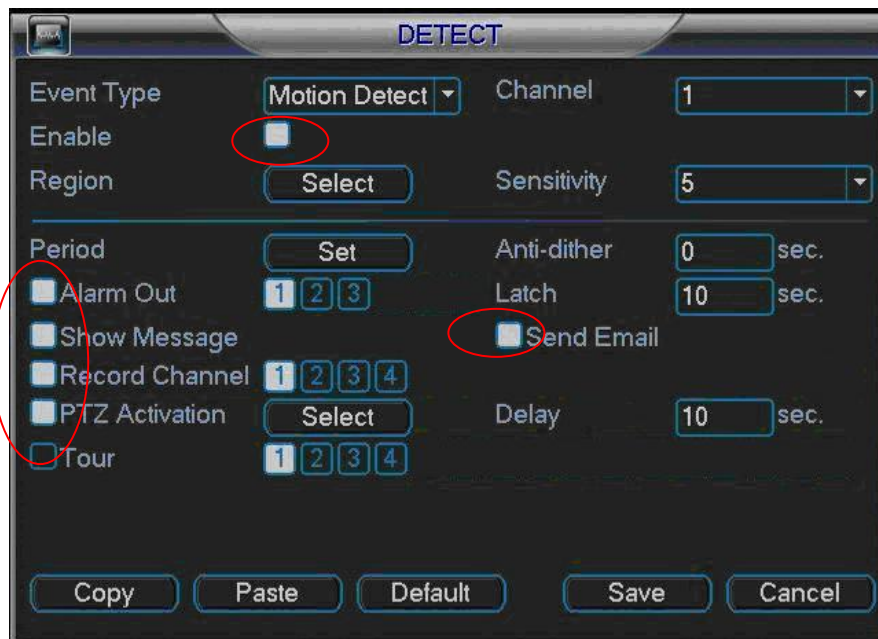 DETECT
Event Type Motion Detect Channel 1
Enable
Region Select Sensitivity 5
Period Set Anti-dither 0 sec.
Alarm Out 1 2 3 Latch 10 sec.
Show Message Send Email
Record Channel 1 2 3 4
PTZ Activation Select Delay 10 sec.
Tour 1 2 3 4
Copy Paste Default Save Cancel